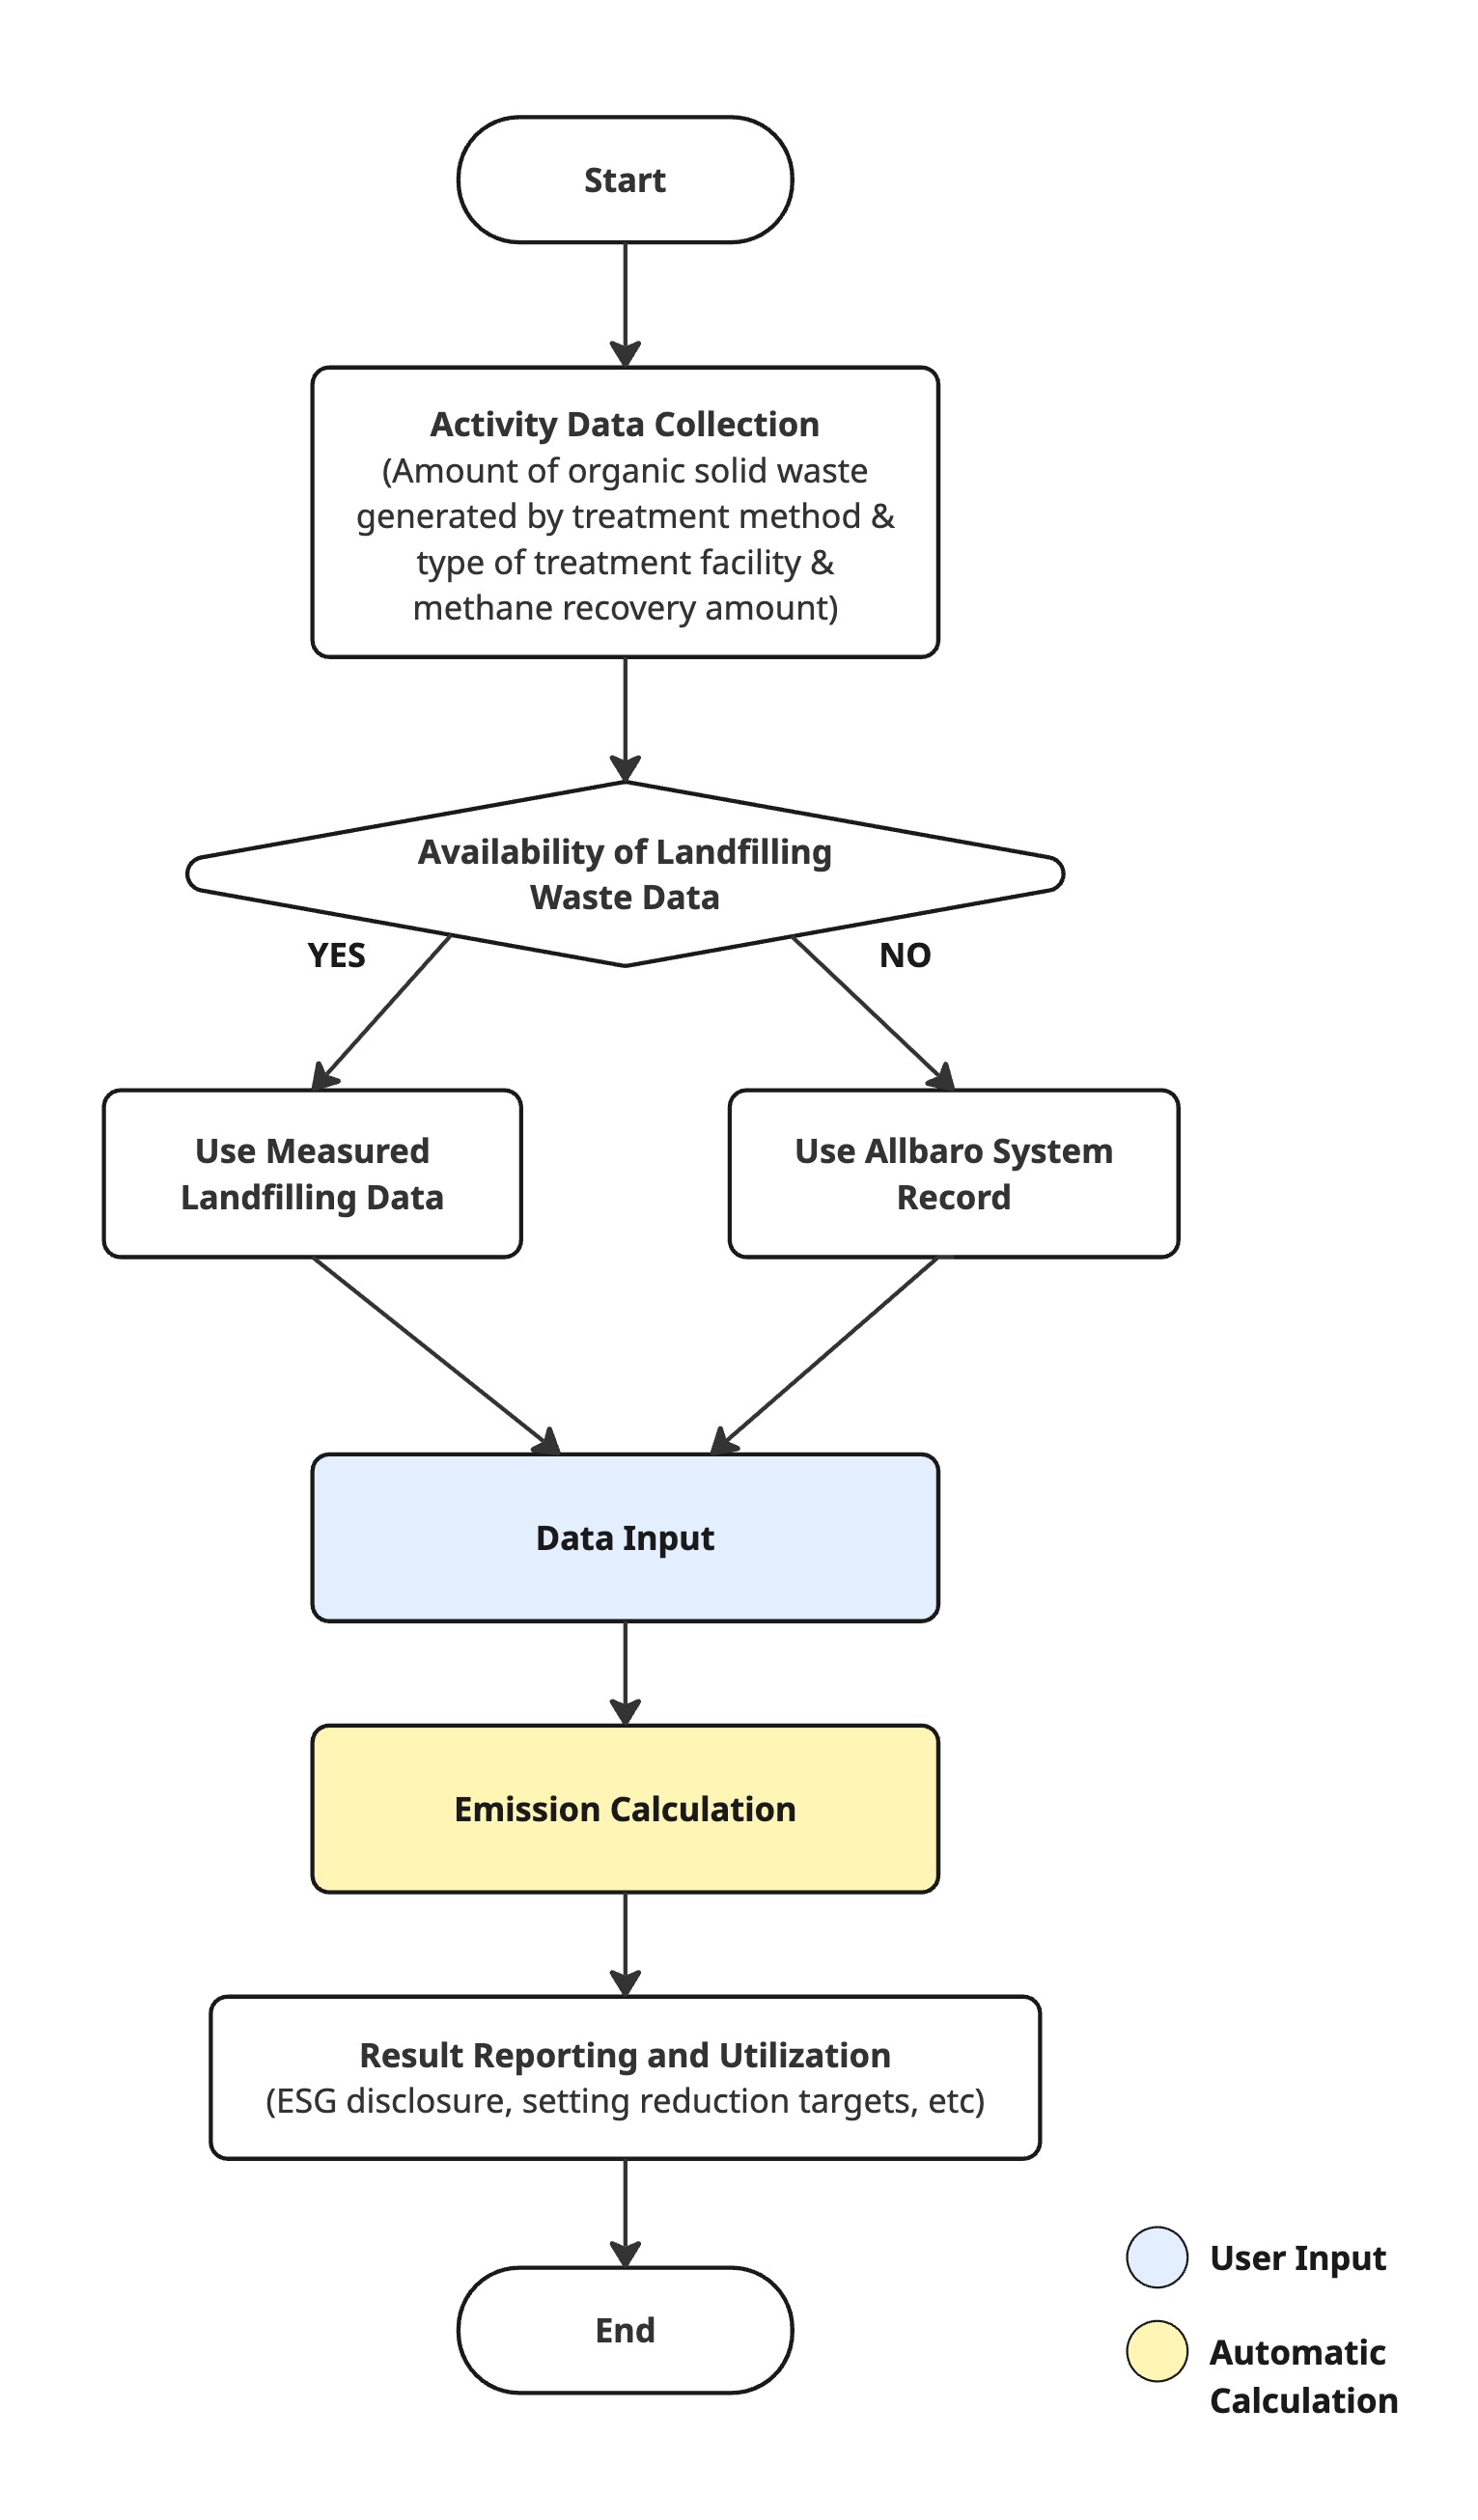 Start
Activity Data Collection
(Amount of organic solid waste
generated by treatment method &
type of treatment facility &
methane recovery amount)
Availability of Landfilling
Waste Data
YES
NO
Use Measured
Landfilling Data
Use Allbaro System
Record
Data Input
Emission Calculation
Result Reporting and Utilization
(ESG disclosure, setting reduction targets, etc)
End
User Input
Automatic
Calculation